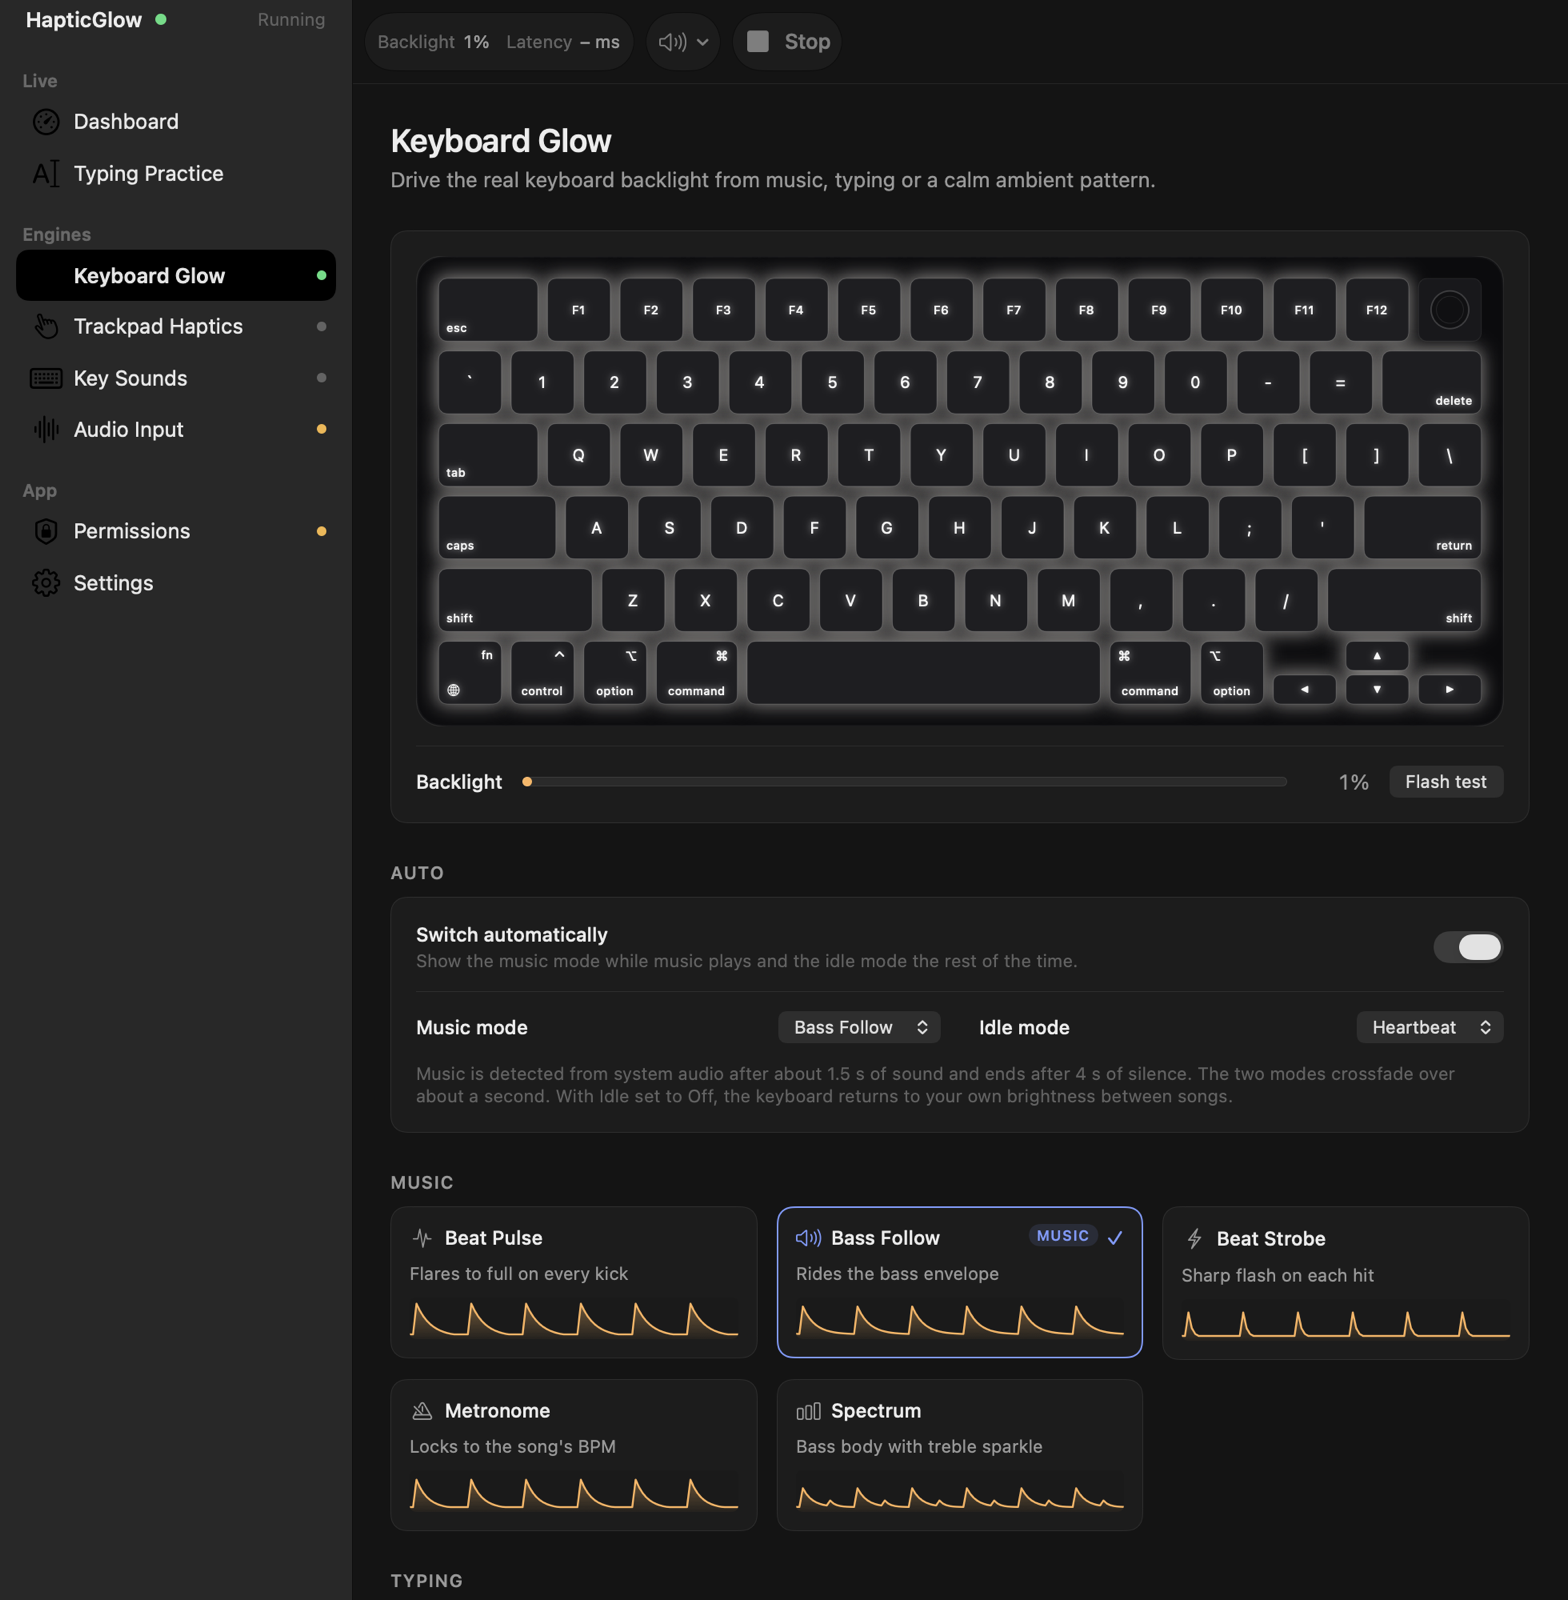 HapticGlow
Running
Live
Dashboard
Typing Practice
Engines
Keyboard Glow
Trackpad Haptics
Key Sounds
Audio Input
App
Permissions
Settings
Backlight 1% Latency – ms
Stop
Keyboard Glow
Drive the real keyboard backlight from music, typing or a calm ambient pattern.
esc F1 F2 F3 F4 F5 F6 F7 F8 F9 F10 F11 F12
` 1 2 3 4 5 6 7 8 9 0 - = delete
tab Q W E R T Y U I O P [ ] \
caps A S D F G H J K L ; ' return
shift Z X C V B N M , . / shift
fn ^ ⌥ ⌘ ⌘ ⌥ ▲
control option command command option ◀ ▼ ▶
Backlight 1% Flash test
AUTO
Switch automatically
Show the music mode while music plays and the idle mode the rest of the time.
Music mode Bass Follow Idle mode Heartbeat
Music is detected from system audio after about 1.5 s of sound and ends after 4 s of silence. The two modes crossfade over
about a second. With Idle set to Off, the keyboard returns to your own brightness between songs.
MUSIC
Beat Pulse
Flares to full on every kick
Bass Follow MUSIC
Rides the bass envelope
Beat Strobe
Sharp flash on each hit
Metronome
Locks to the song's BPM
Spectrum
Bass body with treble sparkle
TYPING